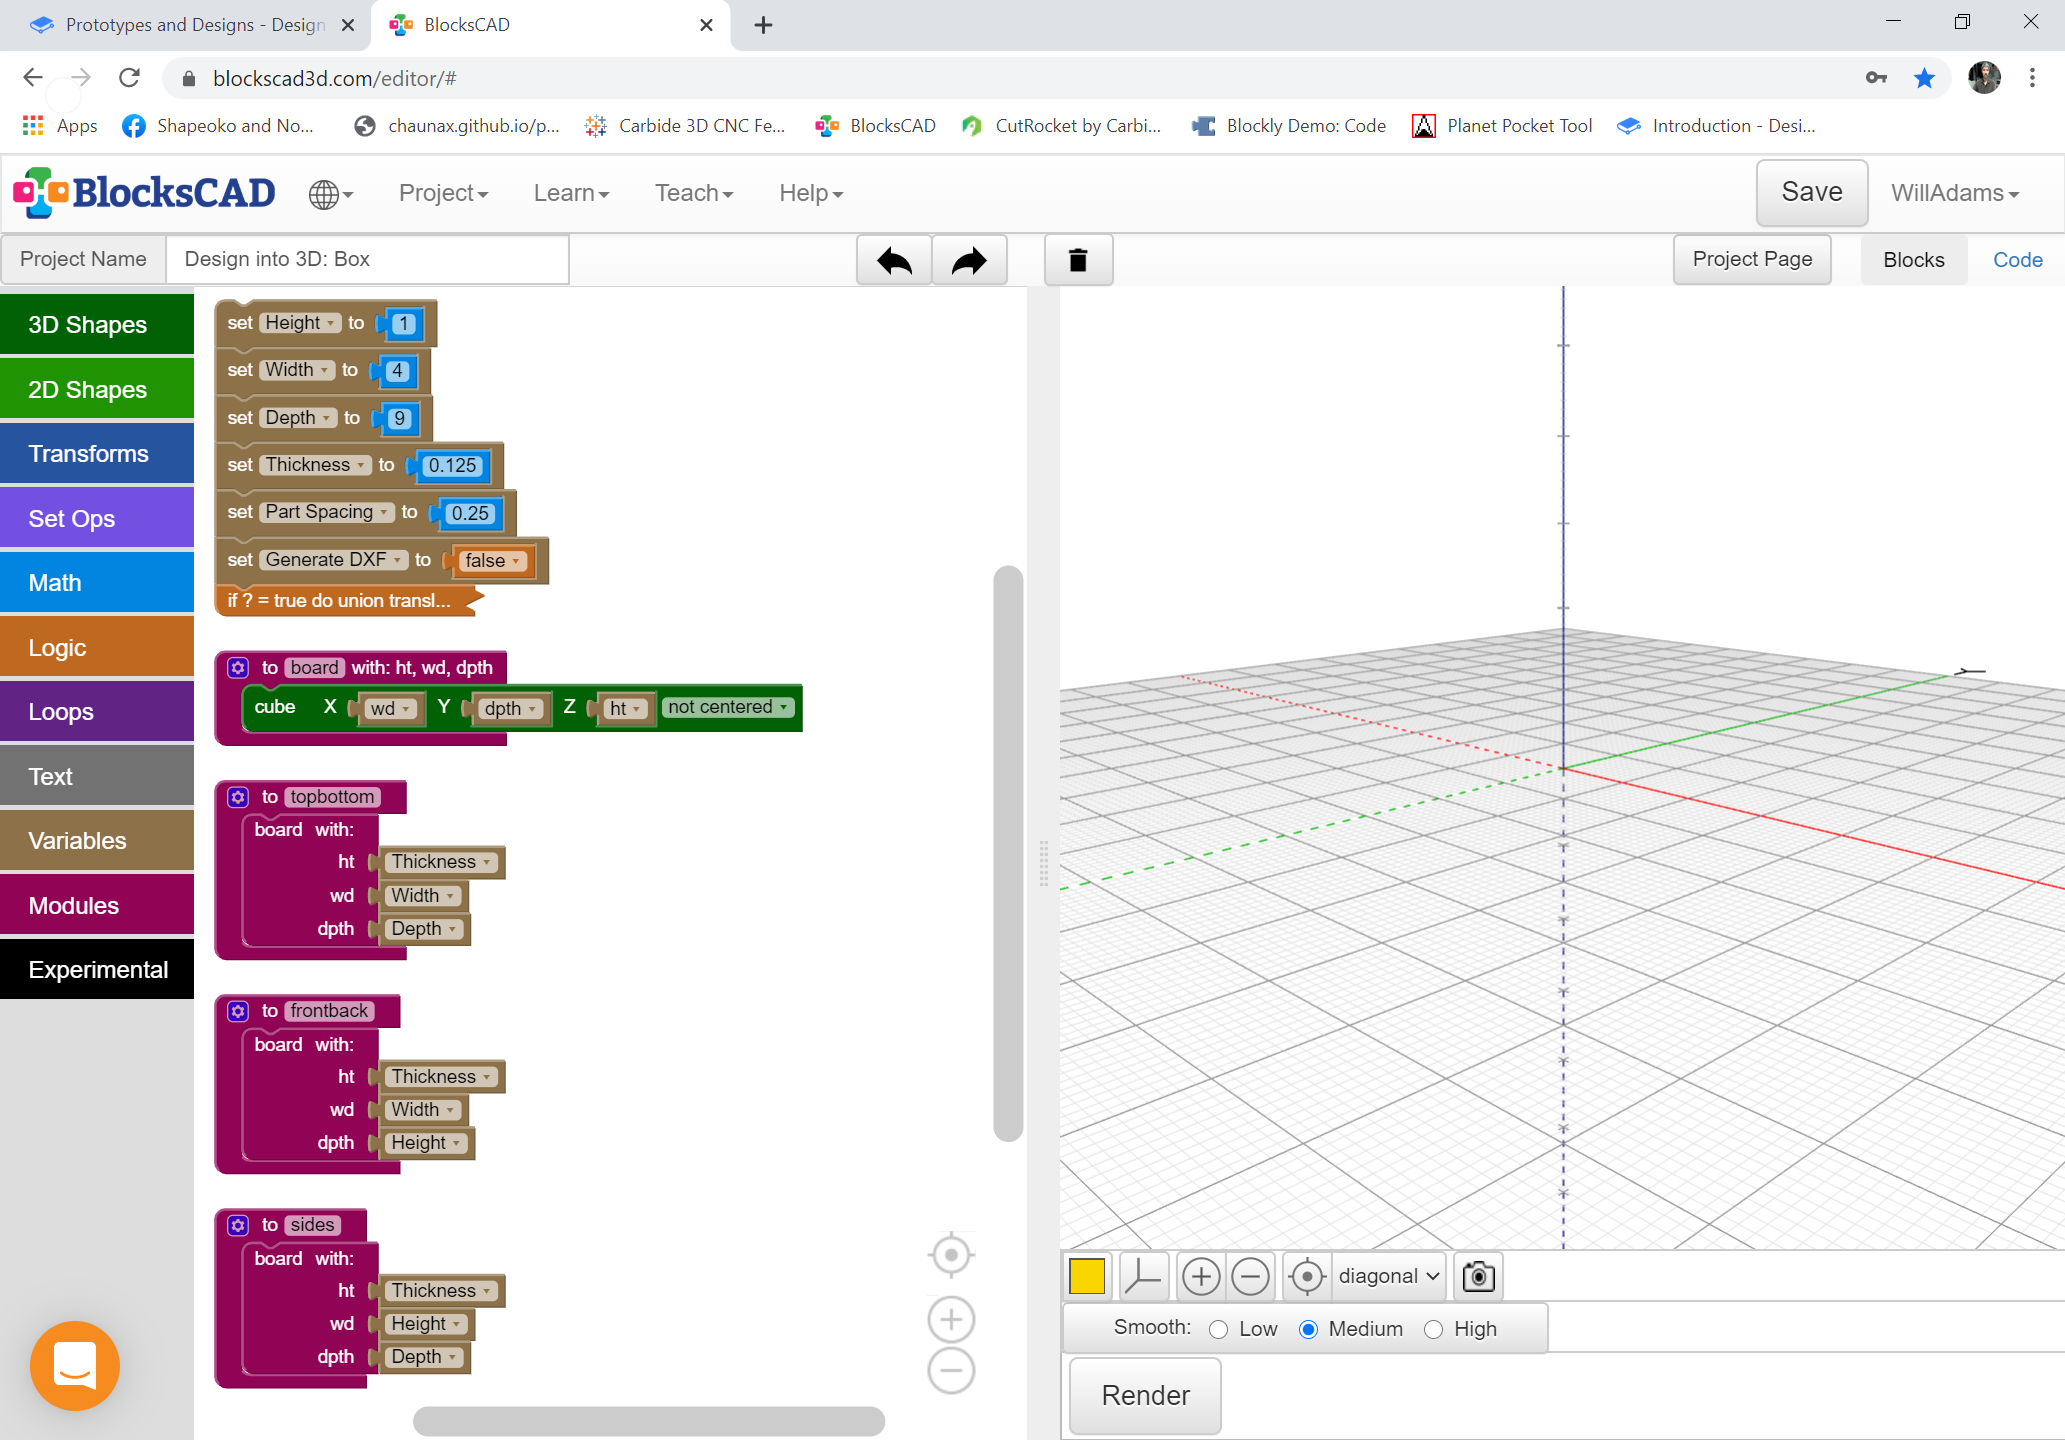 Prototypes and Designs - Design
BlocksCAD
blockscad3d.com/editor/#
Apps
Shapeoko and No...
chaunax.github.io/p...
Carbide 3D CNC Fe...
BlocksCAD
CutRocket by Carbi...
Blockly Demo: Code
Planet Pocket Tool
Introduction - Desi...
BlocksCAD
Project
Learn
Teach
Help
Save
WillAdams
Project Name
Design into 3D: Box
Project Page
Blocks
Code
3D Shapes
2D Shapes
Transforms
Set Ops
Math
Logic
Loops
Text
Variables
Modules
Experimental
set Height to 1
set Width to 4
set Depth to 9
set Thickness to 0.125
set Part Spacing to 0.25
set Generate DXF to false
if ? = true do union transl...
to board with: ht, wd, dpth
cube X wd Y dpth Z ht not centered
to topbottom
board with:
ht Thickness
wd Width
dpth Depth
to frontback
board with:
ht Thickness
wd Width
dpth Height
to sides
board with:
ht Thickness
wd Height
dpth Depth
diagonal
Smooth: Low Medium High
Render